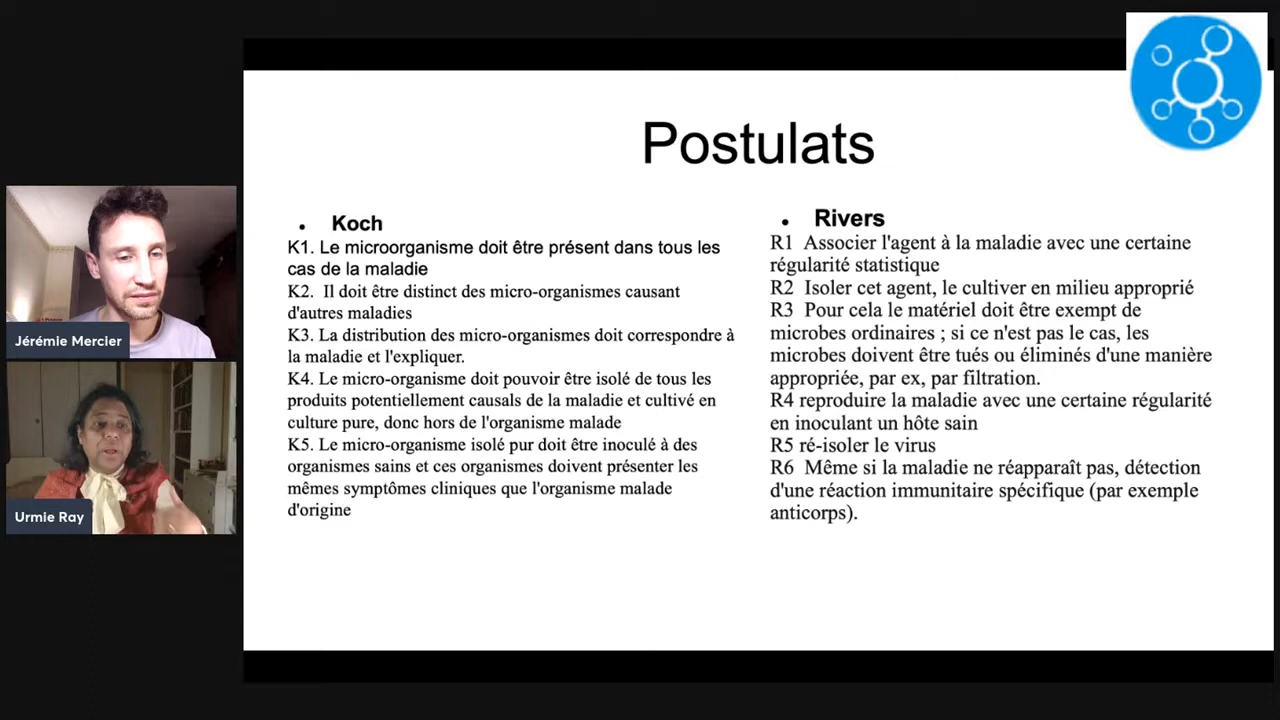 Postulats
Koch
K1. Le microorganisme doit être présent dans tous les
cas de la maladie
K2. Il doit être distinct des micro-organismes causant
d'autres maladies
K3. La distribution des micro-organismes doit correspondre à
la maladie et l'expliquer.
K4. Le micro-organisme doit pouvoir être isolé de tous les
produits potentiellement causals de la maladie et cultivé en
culture pure, donc hors de l'organisme malade
K5. Le micro-organisme isolé pur doit être inoculé à des
organismes sains et ces organismes doivent présenter les
mêmes symptômes cliniques que l'organisme malade
d'origine
Rivers
R1 Associer l'agent à la maladie avec une certaine
régularité statistique
R2 Isoler cet agent, le cultiver en milieu approprié
R3 Pour cela le matériel doit être exempt de
microbes ordinaires ; si ce n'est pas le cas, les
microbes doivent être tués ou éliminés d'une manière
appropriée, par ex, par filtration.
R4 reproduire la maladie avec une certaine régularité
en inoculant un hôte sain
R5 ré-isoler le virus
R6 Même si la maladie ne réapparaît pas, détection
d'une réaction immunitaire spécifique (par exemple
anticorps).
Jérémie Mercier
Urmie Ray